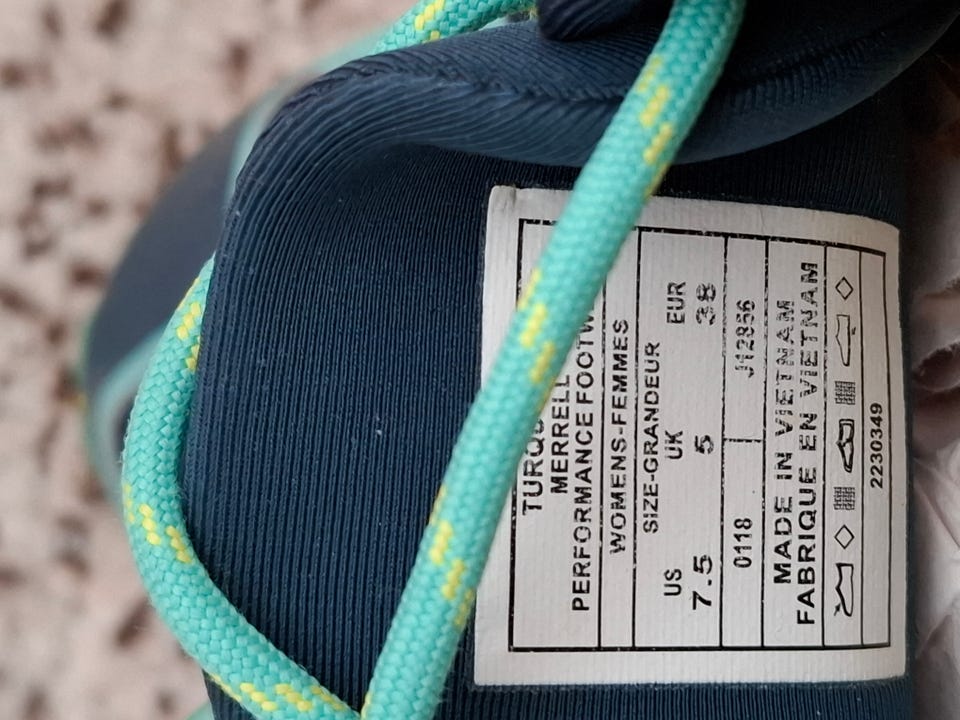 MERRELL
PERFORMANCE
WOMENS-FEMMES
SIZE-GRANDEUR
US UK EUR
7.5 5 38
0118 J12856
MADE IN VIETNAM
FABRIQUE EN VIETNAM
2230349